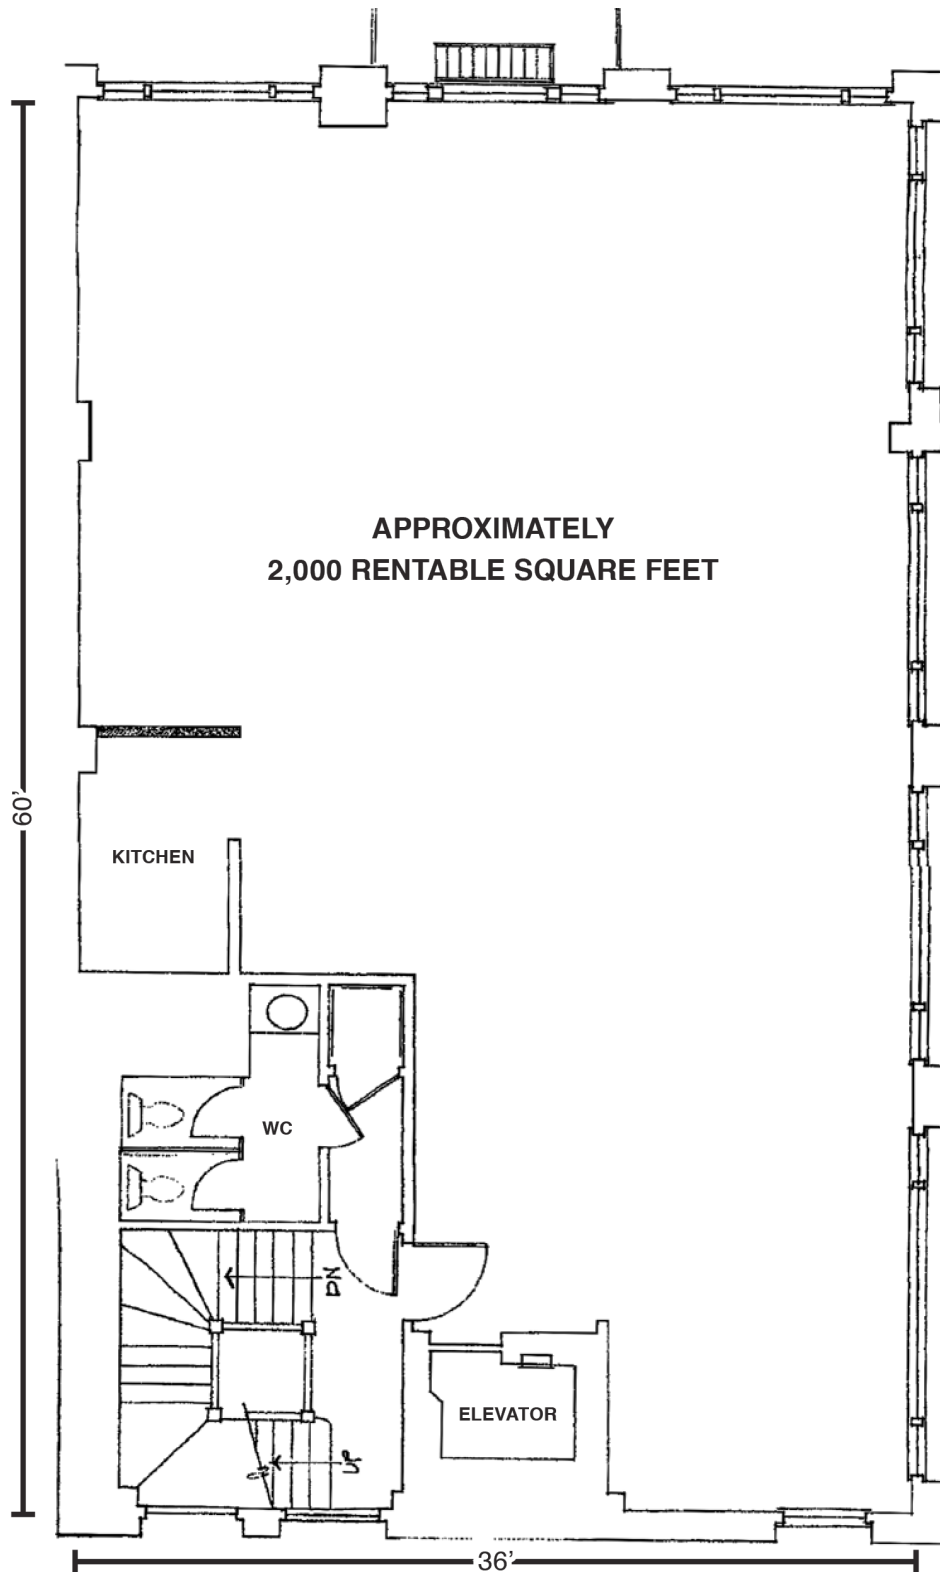 APPROXIMATELY
2,000 RENTABLE SQUARE FEET
60'
KITCHEN
WC
DN
ELEVATOR
UP
36'